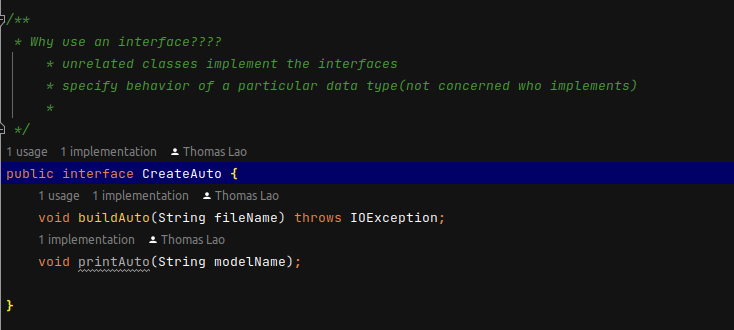 /**
* Why use an interface????
* unrelated classes implement the interfaces
* specify behavior of a particular data type(not concerned who implements)
*
*/
1 usage 1 implementation Thomas Lao
public interface CreateAuto {
1 usage 1 implementation Thomas Lao
void buildAuto(String fileName) throws IOException;
1 implementation Thomas Lao
void printAuto(String modelName);
}